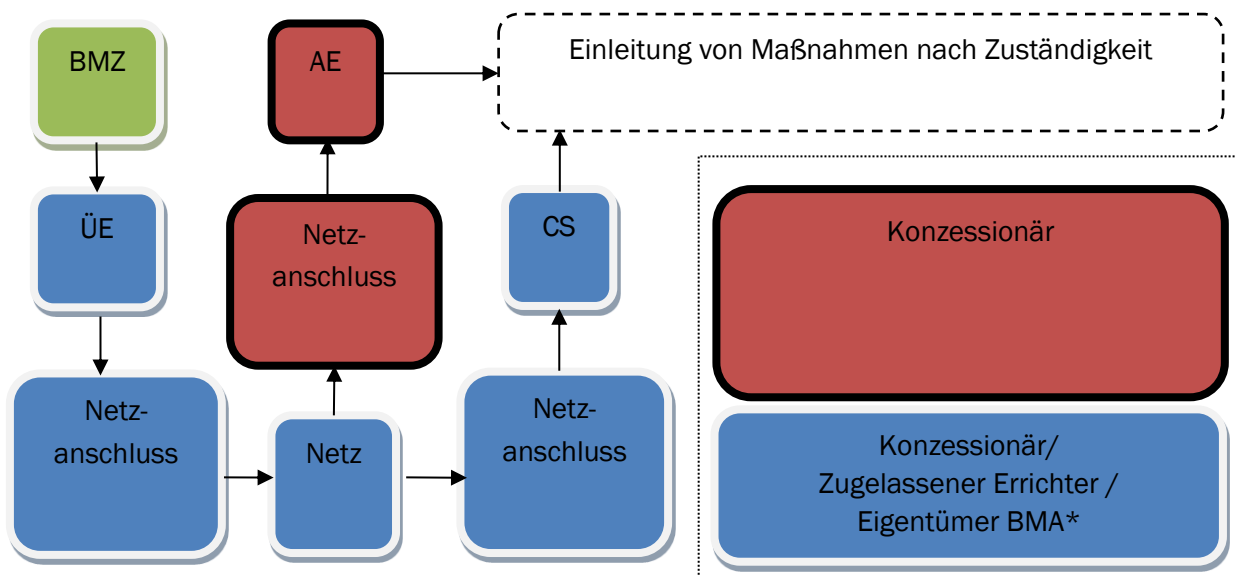 BMZ
AE
Einleitung von Maßnahmen nach Zuständigkeit
ÜE
Netz-
anschluss
CS
Konzessionär
Netz-
anschluss
Netz
Netz-
anschluss
Konzessionär/
Zugelassener Errichter /
Eigentümer BMA*